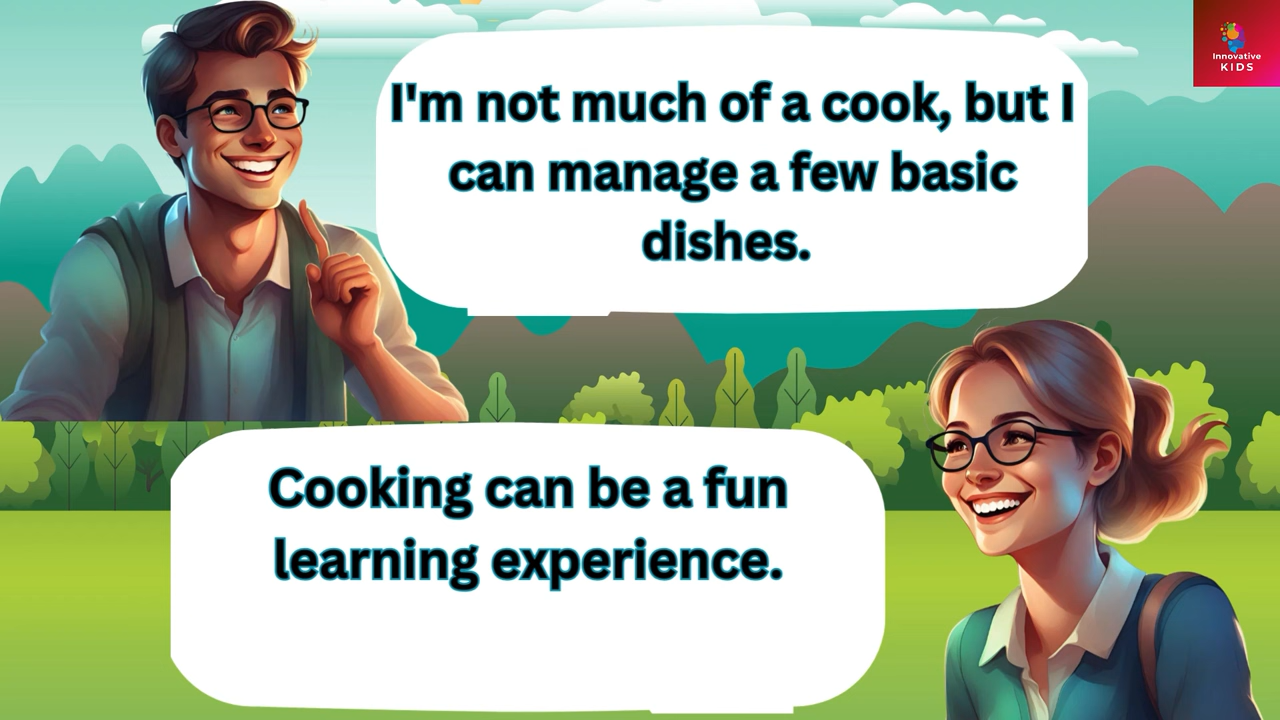 Innovative
KIDS
I'm not much of a cook, but I
can manage a few basic
dishes.
Cooking can be a fun
learning experience.